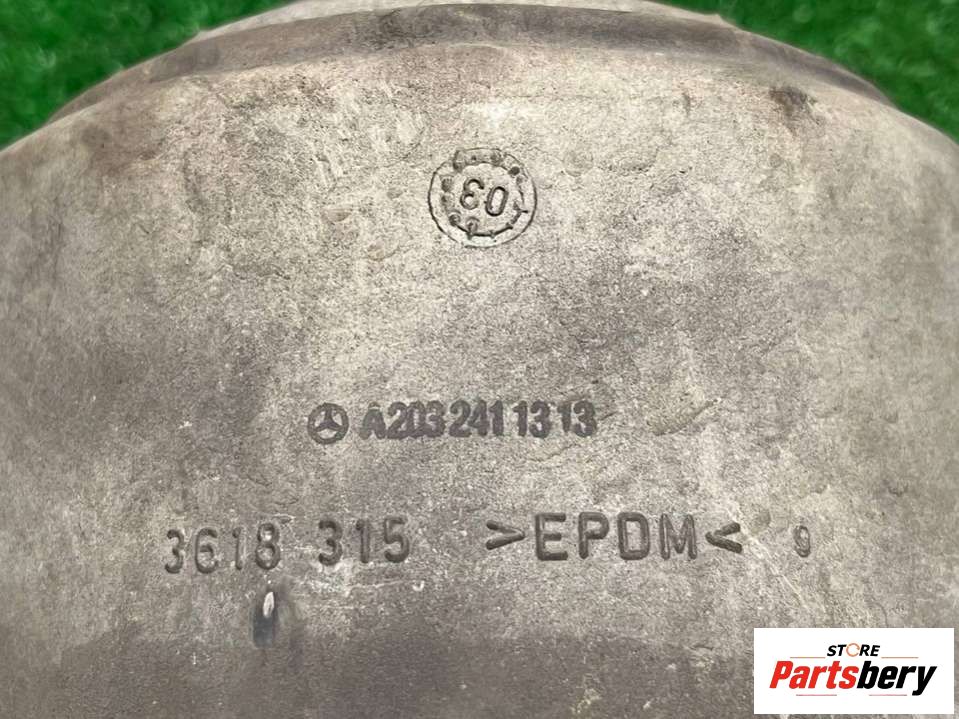 03
A203 241 13 13
3618 315 >EPDM< 9
STORE
Partsbery